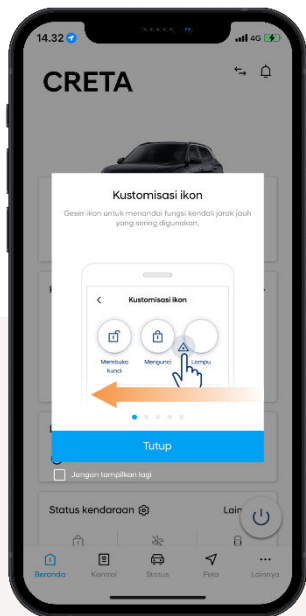 14.32
4G
CRETA
Kustomisasi ikon
Geser ikon untuk menandai fungsi kendali jarak jauh
yang sering digunakan.
Kustomisasi ikon
Membuka
kunci
Mengunci
Lampu
Tutup
Jangan tampilkan lagi
Status kendaraan
Lain
Beranda
Kontrol
Status
Peta
Lainnya